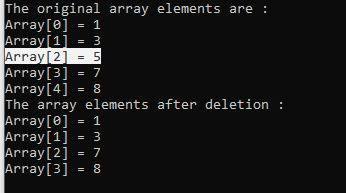 The original array elements are :
Array[0] = 1
Array[1] = 3
Array[2] = 5
Array[3] = 7
Array[4] = 8
The array elements after deletion :
Array[0] = 1
Array[1] = 3
Array[2] = 7
Array[3] = 8